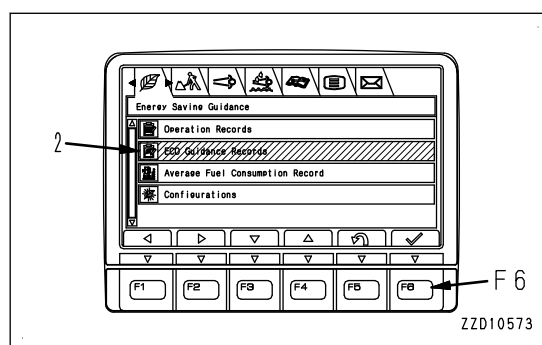 Energy Saving Guidance
Operation Records
2
ECO Guidance Records
Average Fuel Consumption Record
Configurations
F1 F2 F3 F4 F5 F6
F6
ZZD10573